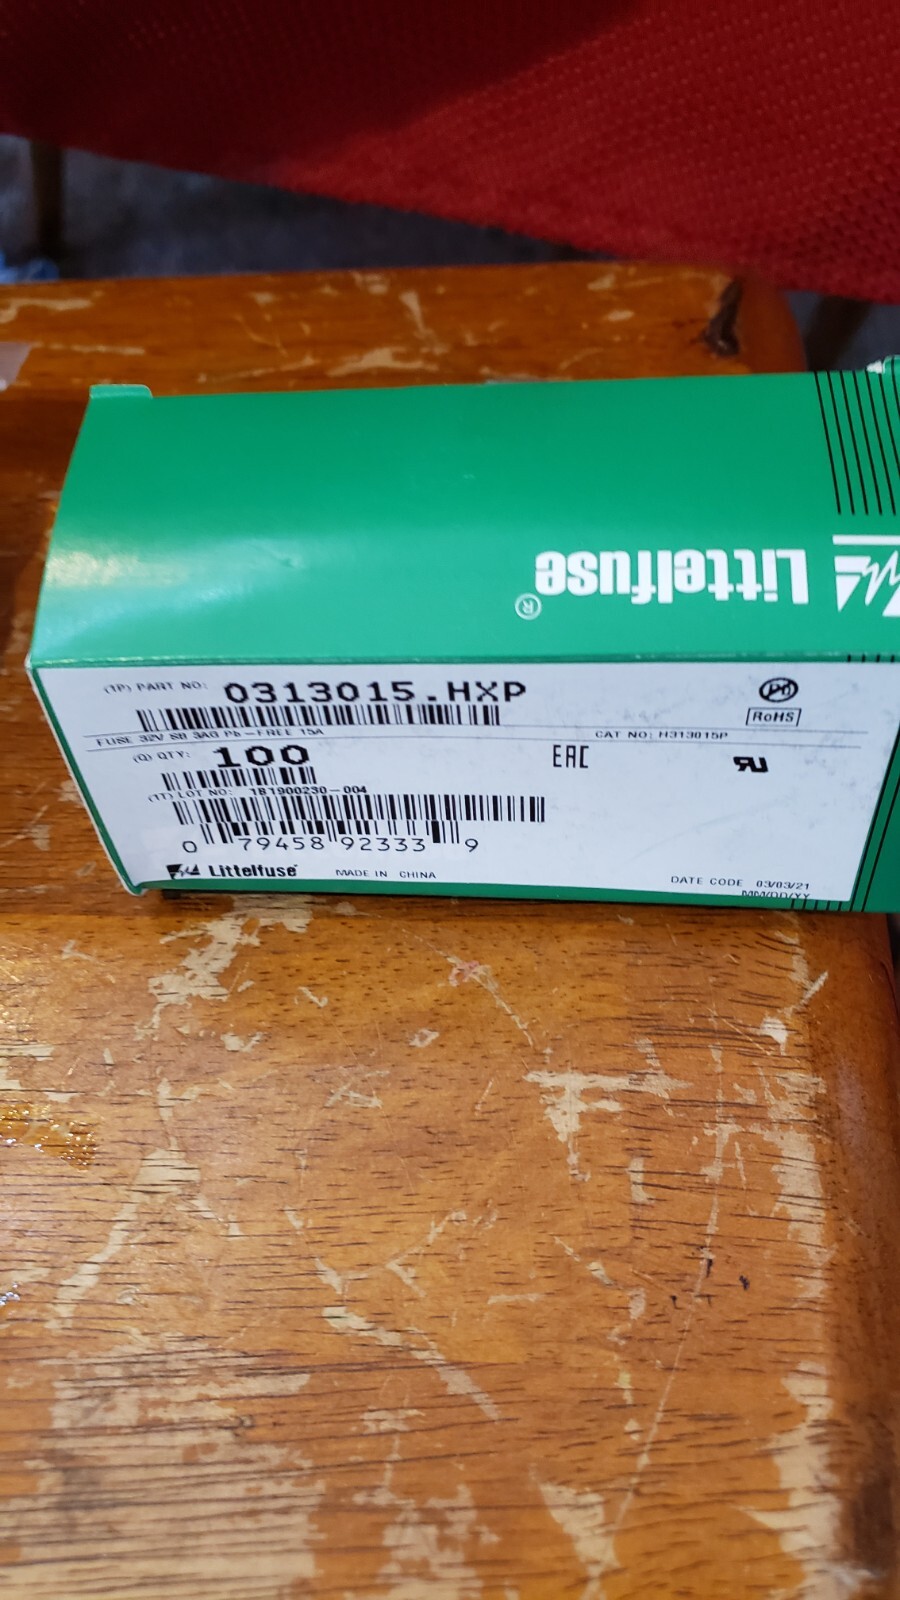 Littelfuse®
(1P) PART NO: 0313015.HXP
Pb
RoHS
FUSE 32V SB 3AG Pb-FREE 15A
CAT NO: H313015P
(Q) QTY: 100
EAC
(1T) LOT NO: 181900230-004
0 79458 92333 9
Littelfuse
MADE IN CHINA
DATE CODE 03/03/21
MM/DD/YY